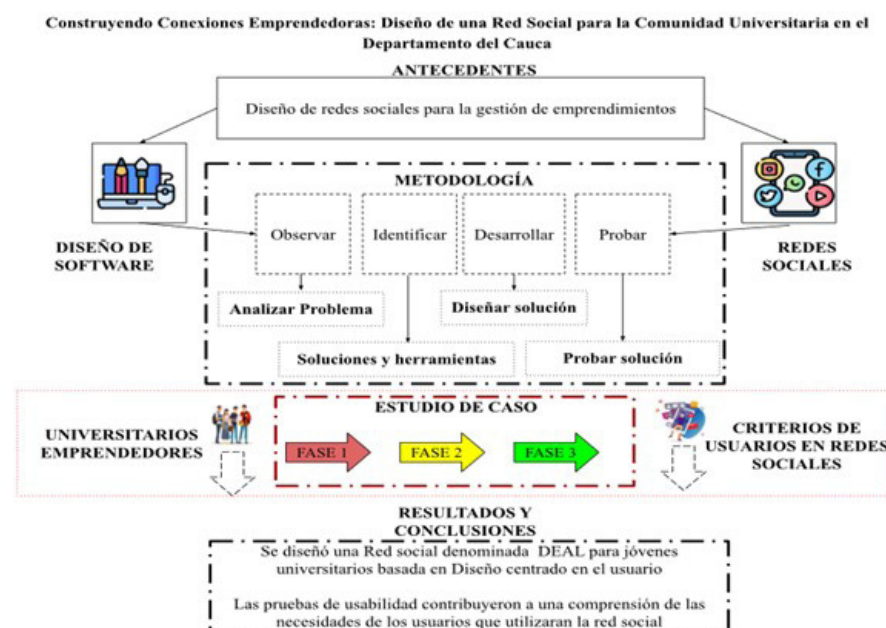 Construyendo Conexiones Emprendedoras: Diseño de una Red Social para la Comunidad Universitaria en el
Departamento del Cauca
ANTECEDENTES
Diseño de redes sociales para la gestión de emprendimientos
METODOLOGÍA
DISEÑO DE
SOFTWARE
Observar
Identificar
Desarrollar
Probar
REDES
SOCIALES
Analizar Problema
Diseñar solución
Soluciones y herramientas
Probar solución
ESTUDIO DE CASO
UNIVERSITARIOS
EMPRENDEDORES
FASE 1
FASE 2
FASE 3
CRITERIOS DE
USUARIOS EN REDES
SOCIALES
RESULTADOS Y
CONCLUSIONES
Se diseñó una Red social denominada DEAL para jóvenes
universitarios basada en Diseño centrado en el usuario
Las pruebas de usabilidad contribuyeron a una comprensión de las
necesidades de los usuarios que utilizaran la red social